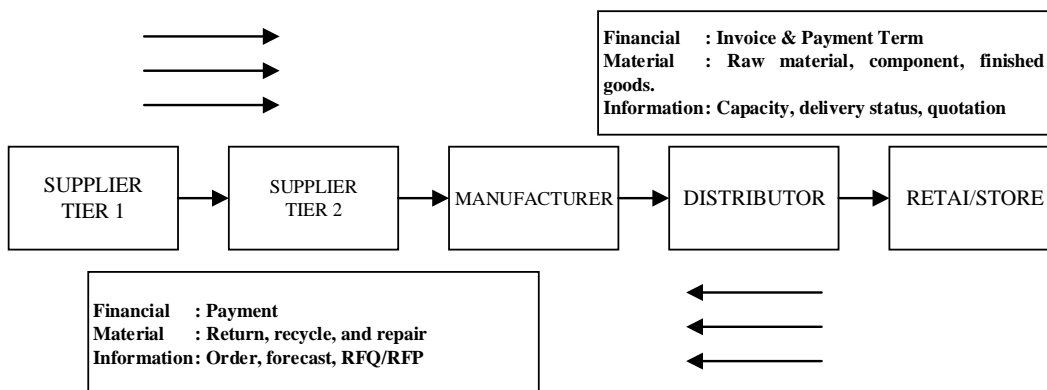 Financial : Invoice & Payment Term
Material : Raw material, component, finished
goods.
Information : Capacity, delivery status, quotation
SUPPLIER
TIER 1
SUPPLIER
TIER 2
MANUFACTURER
DISTRIBUTOR
RETAI/STORE
Financial : Payment
Material : Return, recycle, and repair
Information : Order, forecast, RFQ/RFP